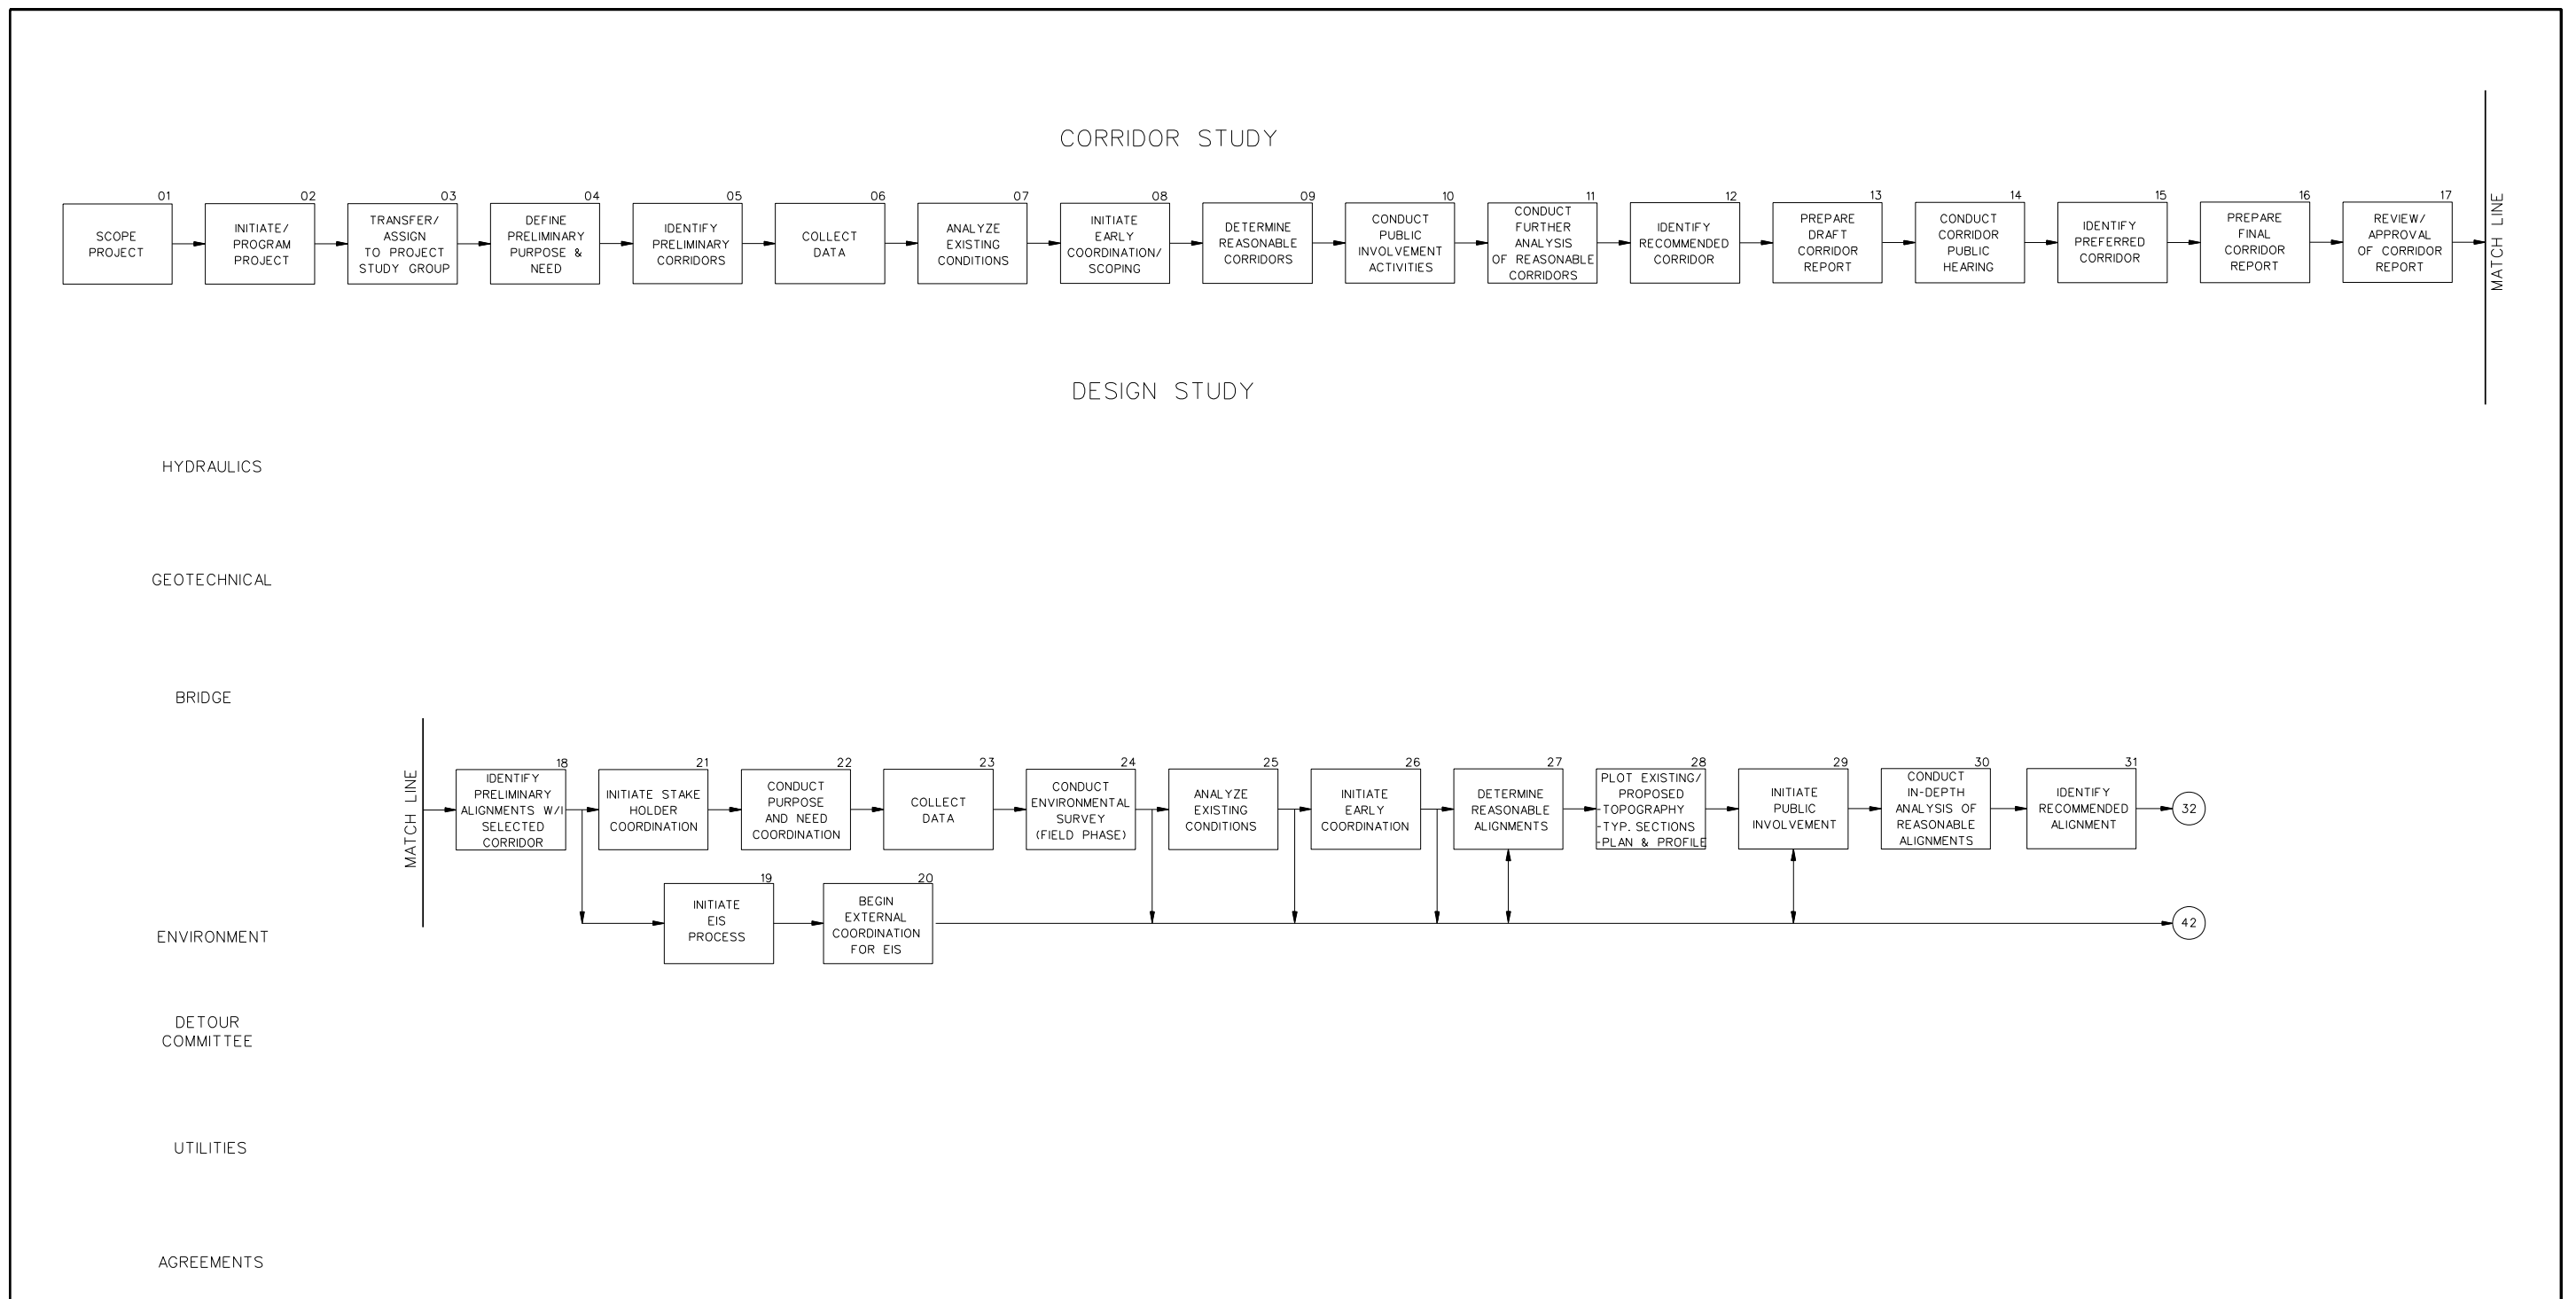 CORRIDOR STUDY
01
SCOPE
PROJECT
02
INITIATE/
PROGRAM
PROJECT
03
TRANSFER/
ASSIGN
TO PROJECT
STUDY GROUP
04
DEFINE
PRELIMINARY
PURPOSE &
NEED
05
IDENTIFY
PRELIMINARY
CORRIDORS
06
COLLECT
DATA
07
ANALYZE
EXISTING
CONDITIONS
08
INITIATE
EARLY
COORDINATION/
SCOPING
09
DETERMINE
REASONABLE
CORRIDORS
10
CONDUCT
PUBLIC
INVOLVEMENT
ACTIVITIES
11
CONDUCT
FURTHER
ANALYSIS
OF REASONABLE
CORRIDORS
12
IDENTIFY
RECOMMENDED
CORRIDOR
13
PREPARE
DRAFT
CORRIDOR
REPORT
14
CONDUCT
CORRIDOR
PUBLIC
HEARING
15
IDENTIFY
PREFERRED
CORRIDOR
16
PREPARE
FINAL
CORRIDOR
REPORT
17
REVIEW/
APPROVAL
OF CORRIDOR
REPORT
MATCH LINE
DESIGN STUDY
HYDRAULICS
GEOTECHNICAL
BRIDGE
MATCH LINE
18
IDENTIFY
PRELIMINARY
ALIGNMENTS W/I
SELECTED
CORRIDOR
21
INITIATE STAKE
HOLDER
COORDINATION
22
CONDUCT
PURPOSE
AND NEED
COORDINATION
23
COLLECT
DATA
24
CONDUCT
ENVIRONMENTAL
SURVEY
(FIELD PHASE)
25
ANALYZE
EXISTING
CONDITIONS
26
INITIATE
EARLY
COORDINATION
27
DETERMINE
REASONABLE
ALIGNMENTS
28
PLOT EXISTING/
PROPOSED
-TOPOGRAPHY
-TYP. SECTIONS
-PLAN & PROFILE
29
INITIATE
PUBLIC
INVOLVEMENT
30
CONDUCT
IN-DEPTH
ANALYSIS OF
REASONABLE
ALIGNMENTS
31
IDENTIFY
RECOMMENDED
ALIGNMENT
32
ENVIRONMENT
19
INITIATE
EIS
PROCESS
20
BEGIN
EXTERNAL
COORDINATION
FOR EIS
42
DETOUR
COMMITTEE
UTILITIES
AGREEMENTS